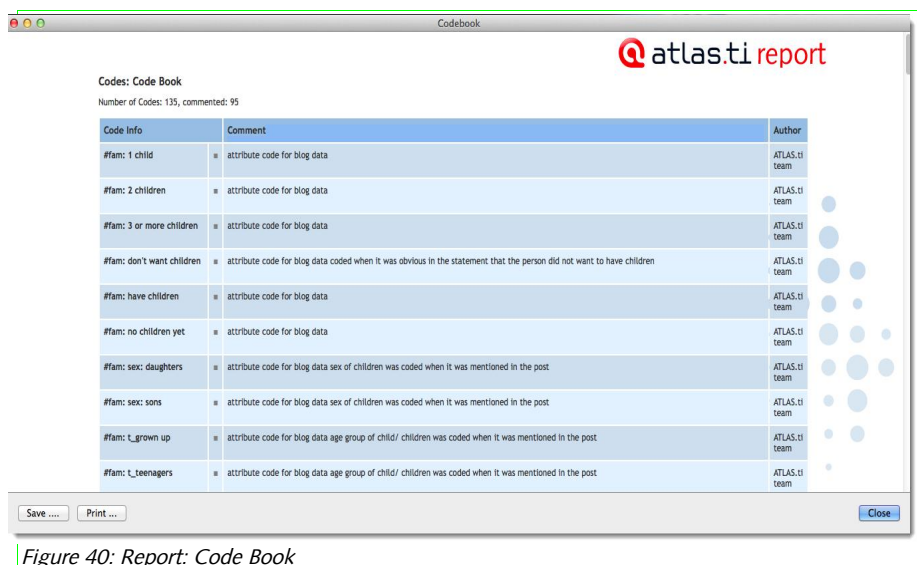 Codebook
atlas.ti report
Codes: Code Book
Number of Codes: 135, commented: 95
Code Info Comment Author
#fam: 1 child attribute code for blog data ATLAS.ti
team
#fam: 2 children attribute code for blog data ATLAS.ti
team
#fam: 3 or more children attribute code for blog data ATLAS.ti
team
#fam: don't want children attribute code for blog data coded when it was obvious in the statement that the person did not want to have children ATLAS.ti
team
#fam: have children attribute code for blog data ATLAS.ti
team
#fam: no children yet attribute code for blog data ATLAS.ti
team
#fam: sex: daughters attribute code for blog data sex of children was coded when it was mentioned in the post ATLAS.ti
team
#fam: sex: sons attribute code for blog data sex of children was coded when it was mentioned in the post ATLAS.ti
team
#fam: t_grown up attribute code for blog data age group of child/ children was coded when it was mentioned in the post ATLAS.ti
team
#fam: t_teenagers attribute code for blog data age group of child/ children was coded when it was mentioned in the post ATLAS.ti
team
Save .... Print ... Close
Figure 40: Report: Code Book